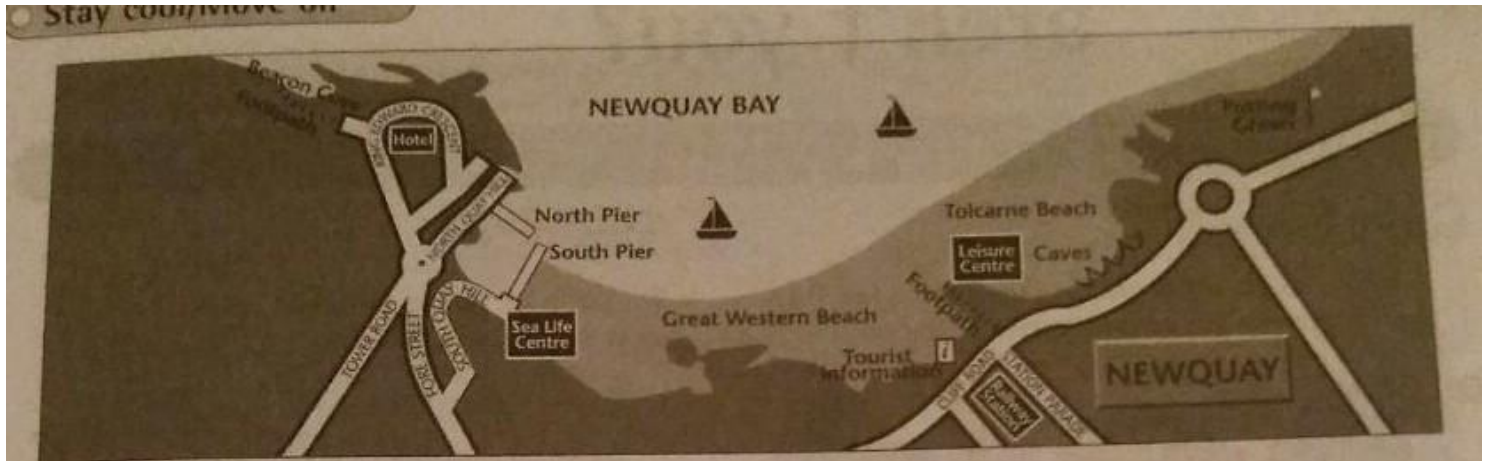 Stay cool/Move on
NEWQUAY BAY
Beacon Cove
Footpath
KING EDWARD CRESCENT
Hotel
NORTH QUAY HILL
North Pier
South Pier
SOUTH QUAY HILL
Sea Life
Centre
TOWER ROAD
FORE STREET
Great Western Beach
Tourist
Information
i
Footpath
Tolcarne Beach
Leisure
Centre
Caves
Putting
Green
CLIFF ROAD
STATION PARADE
Railway
Station
NEWQUAY